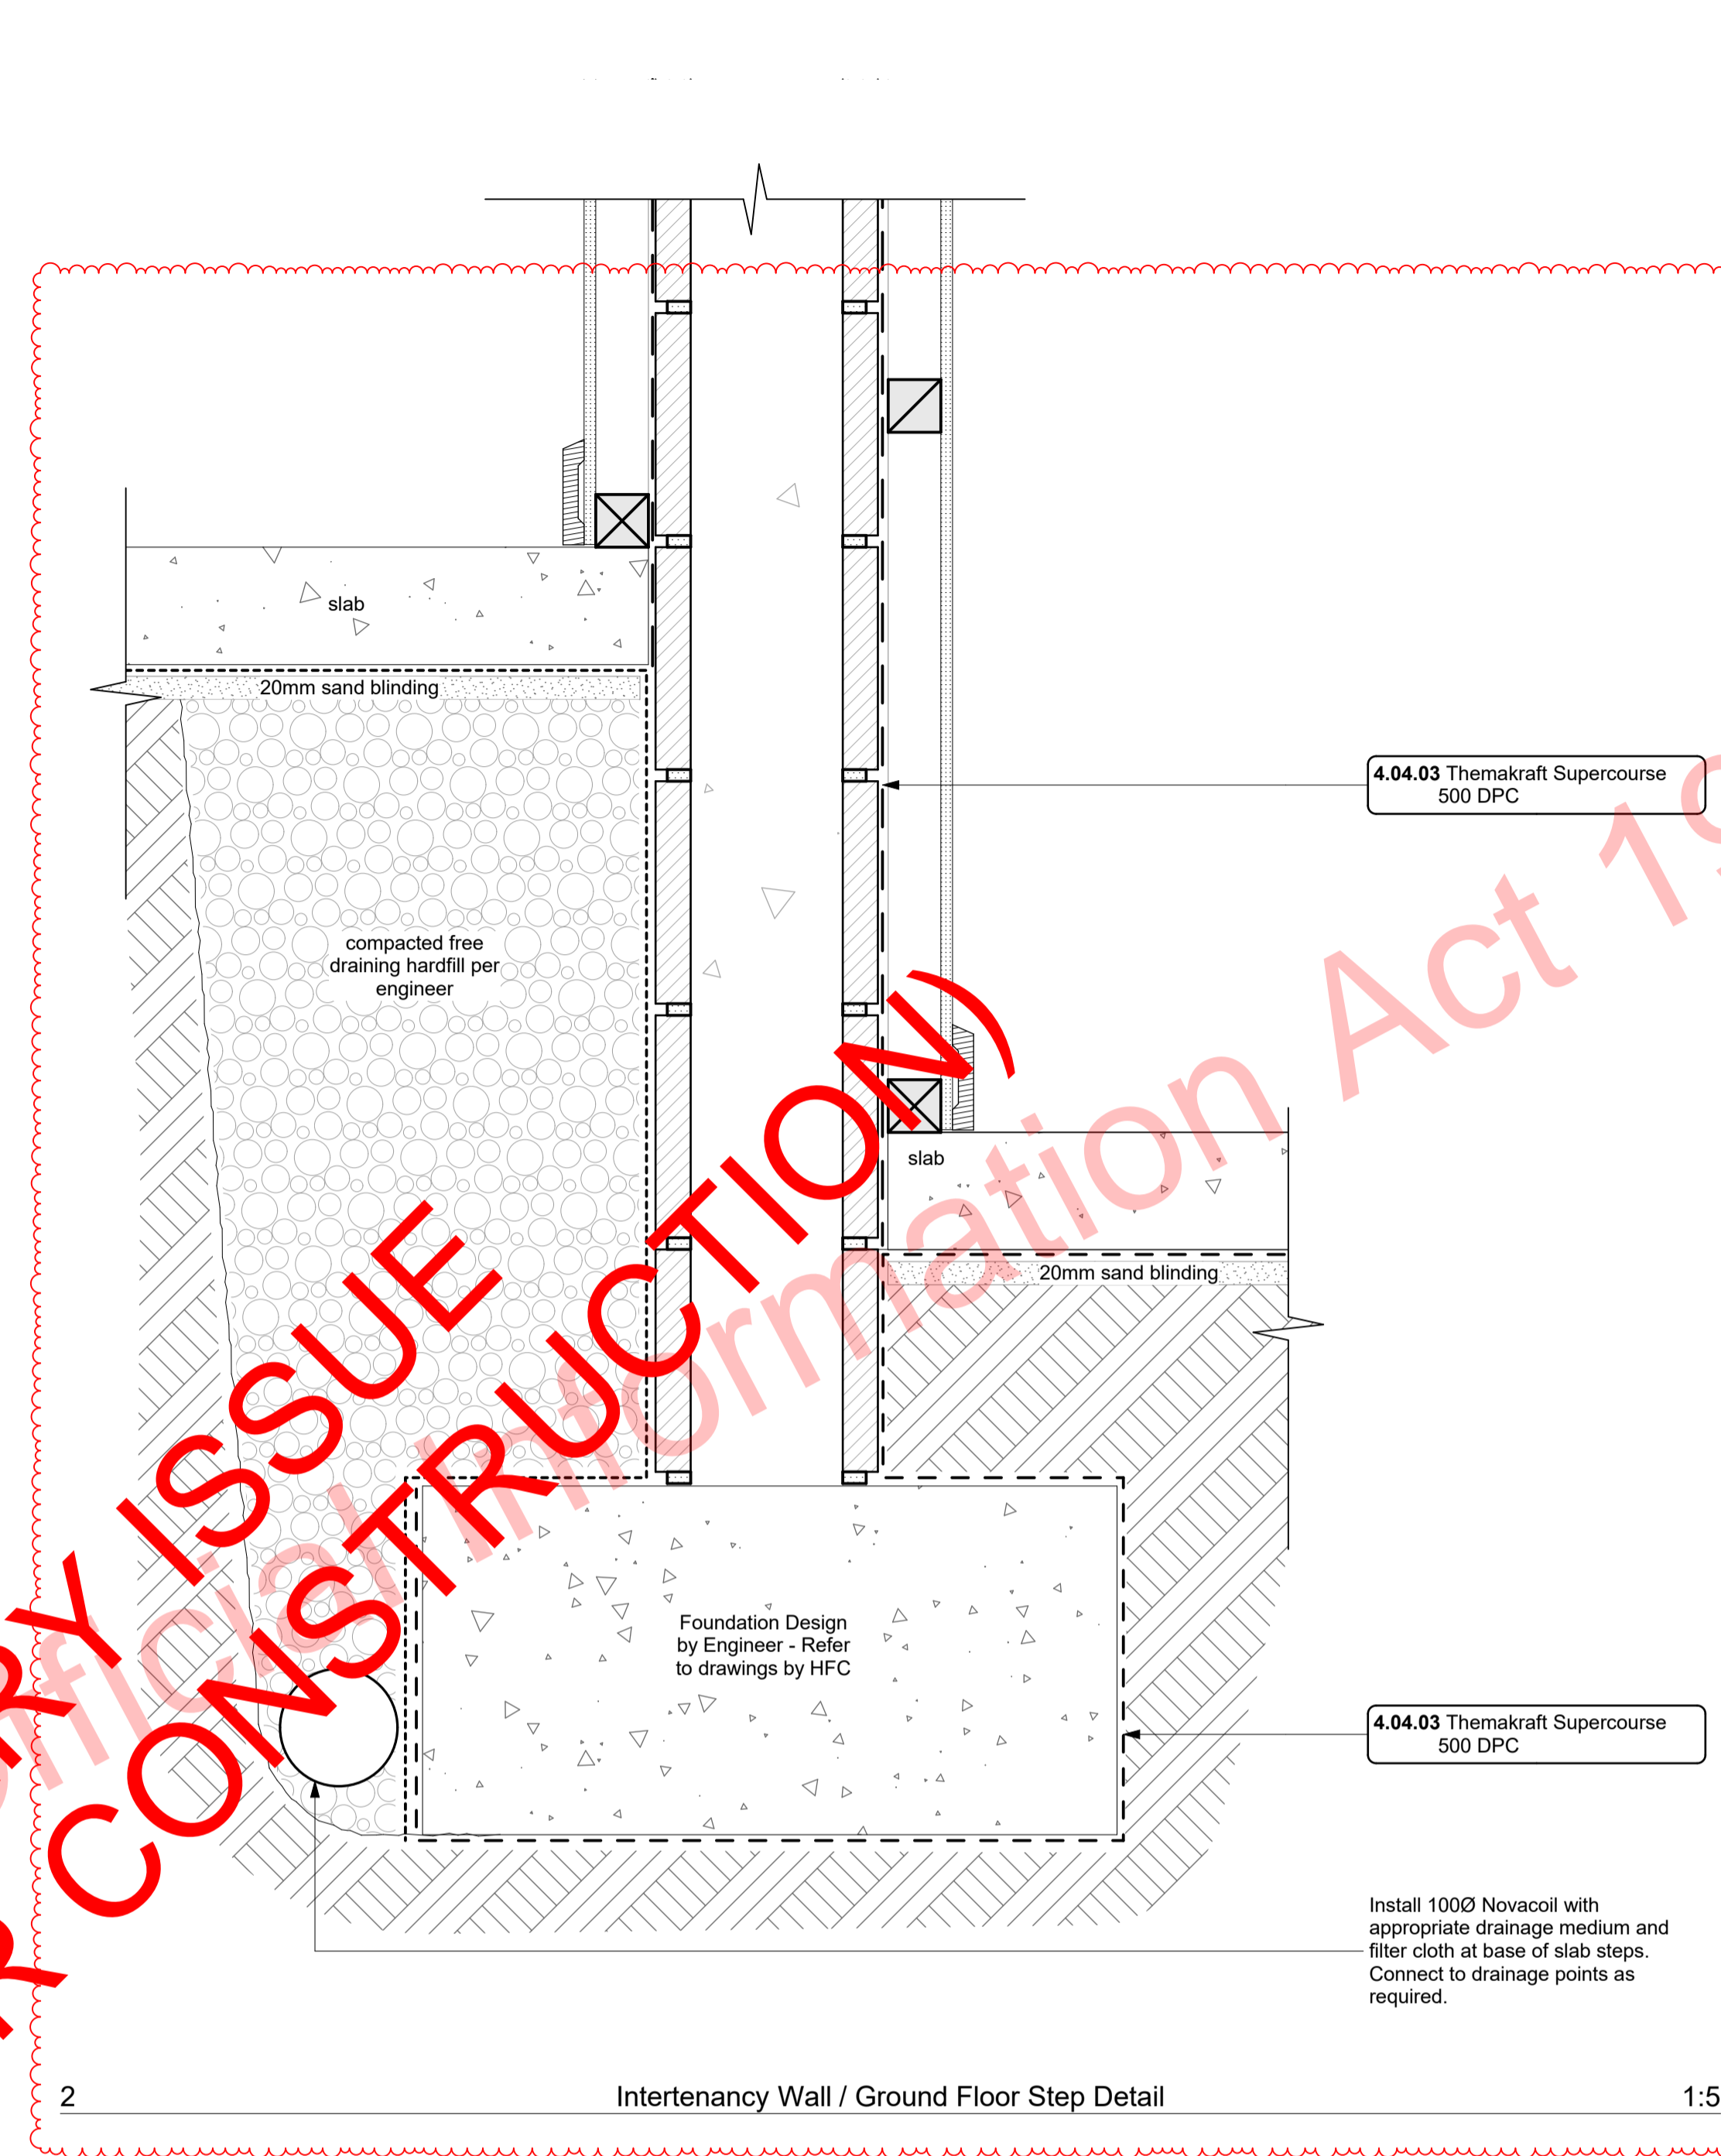 slab
20mm sand blinding
4.04.03 Themakraft Supercourse
500 DPC
compacted free
draining hardfill per
engineer
slab
20mm sand blinding
Foundation Design
by Engineer - Refer
to drawings by HFC
4.04.03 Themakraft Supercourse
500 DPC
Install 100Ø Novacoil with
appropriate drainage medium and
filter cloth at base of slab steps.
Connect to drainage points as
required.
2 Intertenancy Wall / Ground Floor Step Detail 1:5
RY ISSUE
R CONSTRUCTION)
Information Act